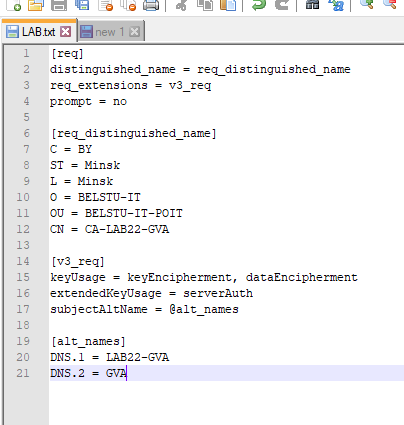 LAB.txt new 1
1 [req]
2 distinguished_name = req_distinguished_name
3 req_extensions = v3_req
4 prompt = no
5
6 [req_distinguished_name]
7 C = BY
8 ST = Minsk
9 L = Minsk
10 O = BELSTU-IT
11 OU = BELSTU-IT-POIT
12 CN = CA-LAB22-GVA
13
14 [v3_req]
15 keyUsage = keyEncipherment, dataEncipherment
16 extendedKeyUsage = serverAuth
17 subjectAltName = @alt_names
18
19 [alt_names]
20 DNS.1 = LAB22-GVA
21 DNS.2 = GVA